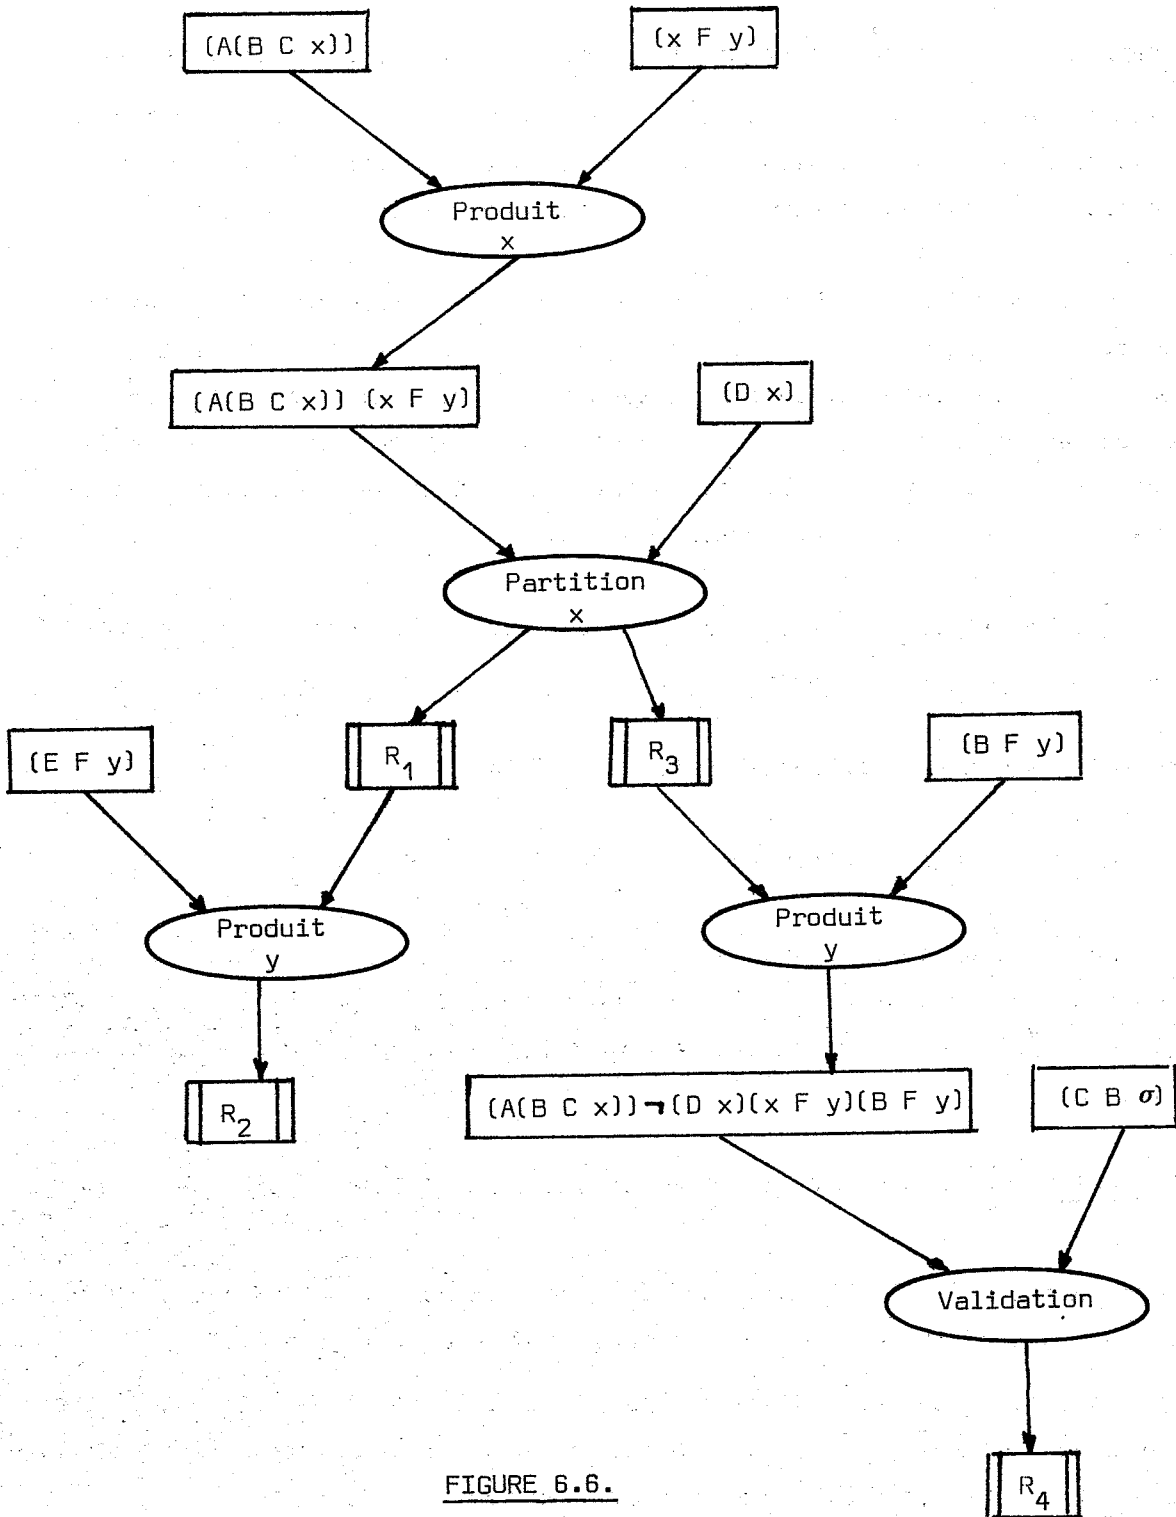 (A(B C x))
(x F y)
Produit
x
(A(B C x)) (x F y)
(D x)
Partition
x
(E F y)
R1
R3
(B F y)
Produit
y
Produit
y
R2
(A(B C x))¬(D x)(x F y)(B F y)
(C B σ)
Validation
R4
FIGURE 6.6.